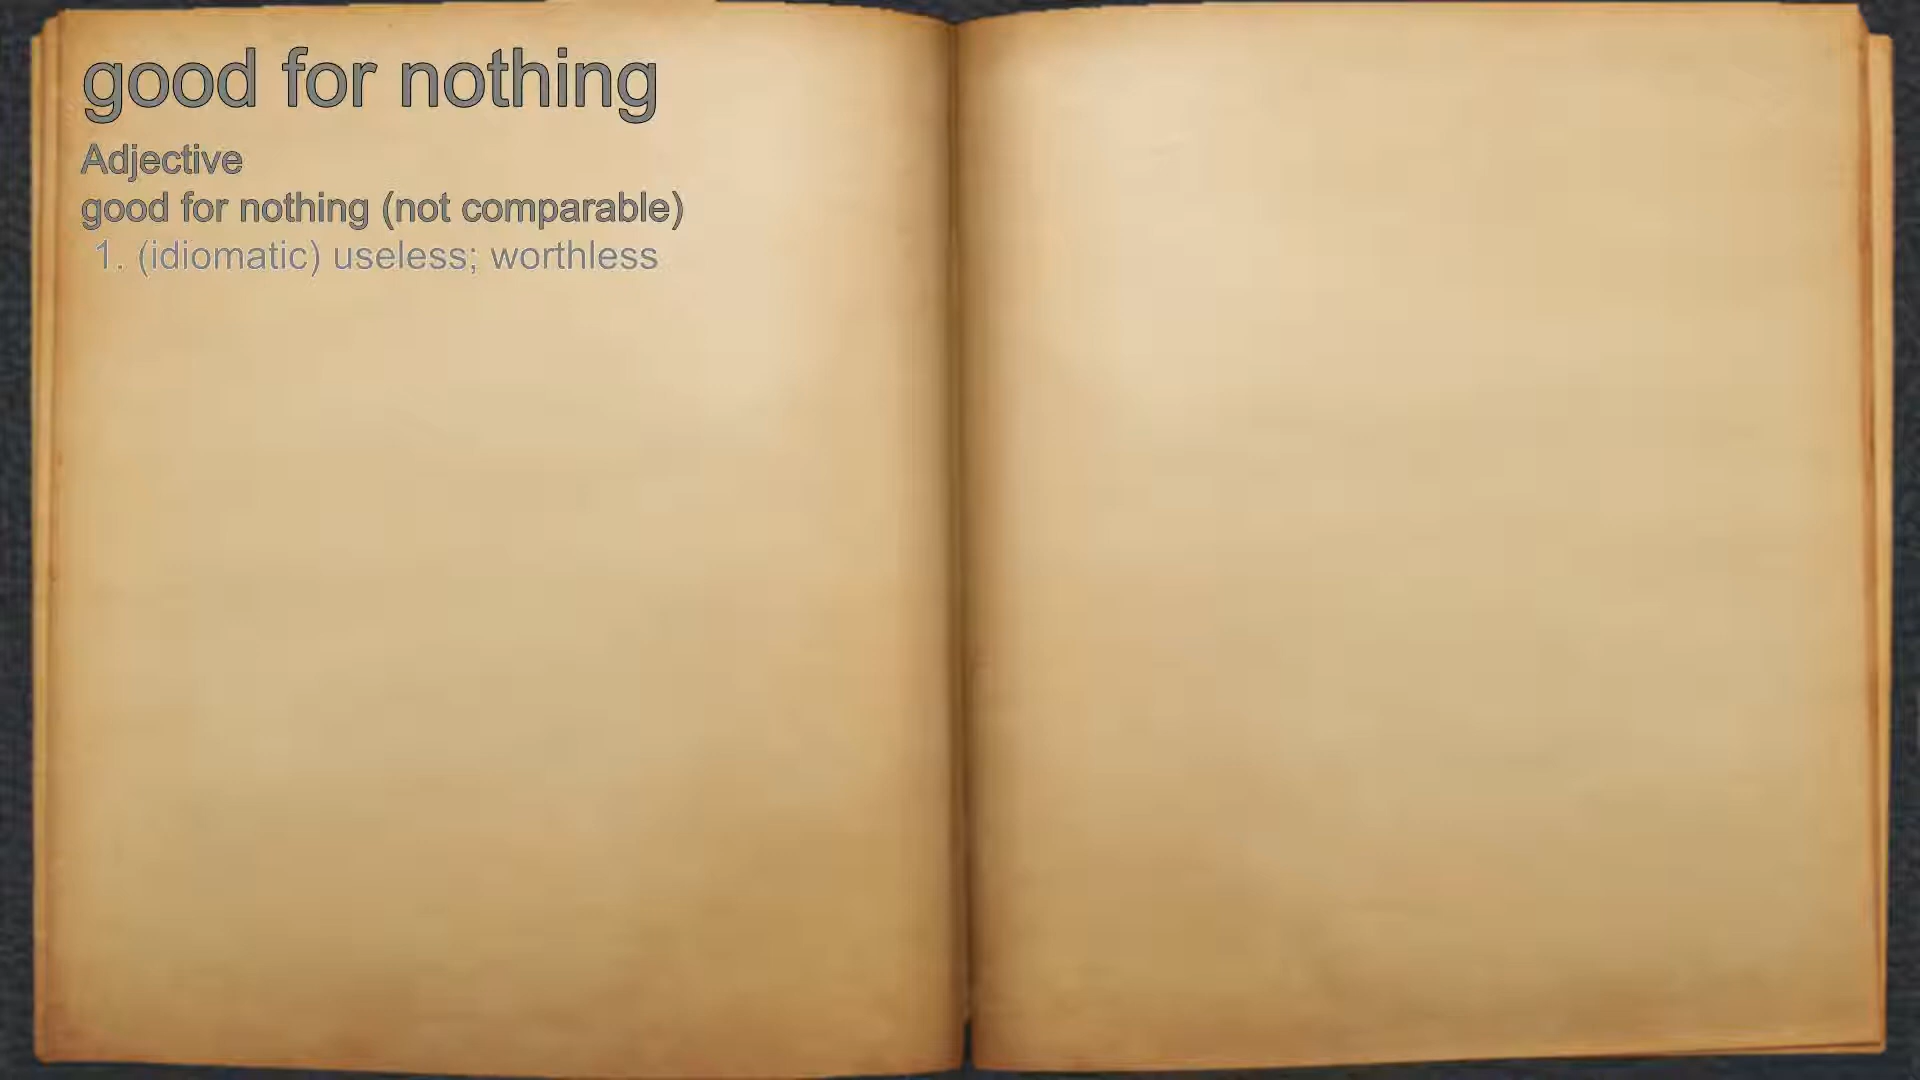 good for nothing
Adjective
good for nothing (not comparable)
1. (idiomatic) useless; worthless